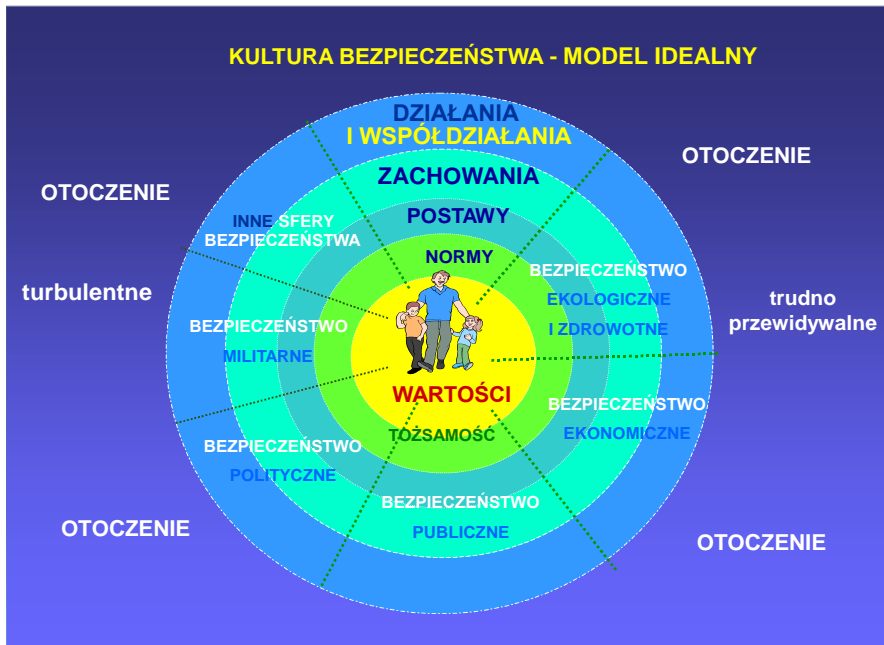 KULTURA BEZPIECZEŃSTWA - MODEL IDEALNY
DZIAŁANIA
I WSPÓŁDZIAŁANIA
OTOCZENIE
ZACHOWANIA
OTOCZENIE
POSTAWY
INNE SFERY
BEZPIECZEŃSTWA
NORMY
BEZPIECZEŃSTWO
EKOLOGICZNE
I ZDROWOTNE
turbulentne
trudno
przewidywalne
BEZPIECZEŃSTWO
MILITARNE
WARTOŚCI
BEZPIECZEŃSTWO
EKONOMICZNE
TOŻSAMOŚĆ
BEZPIECZEŃSTWO
POLITYCZNE
BEZPIECZEŃSTWO
PUBLICZNE
OTOCZENIE
OTOCZENIE